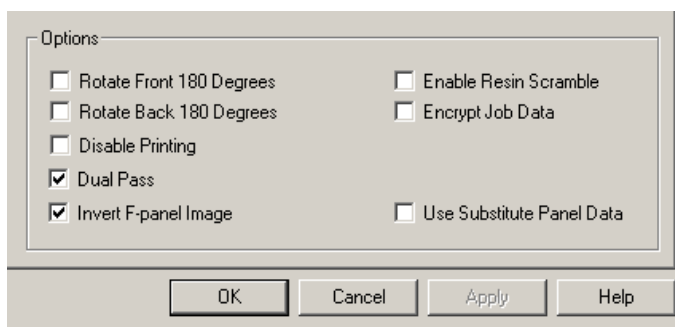 Options
Rotate Front 180 Degrees
Enable Resin Scramble
Rotate Back 180 Degrees
Encrypt Job Data
Disable Printing
Dual Pass
Invert F-panel Image
Use Substitute Panel Data
OK
Cancel
Apply
Help